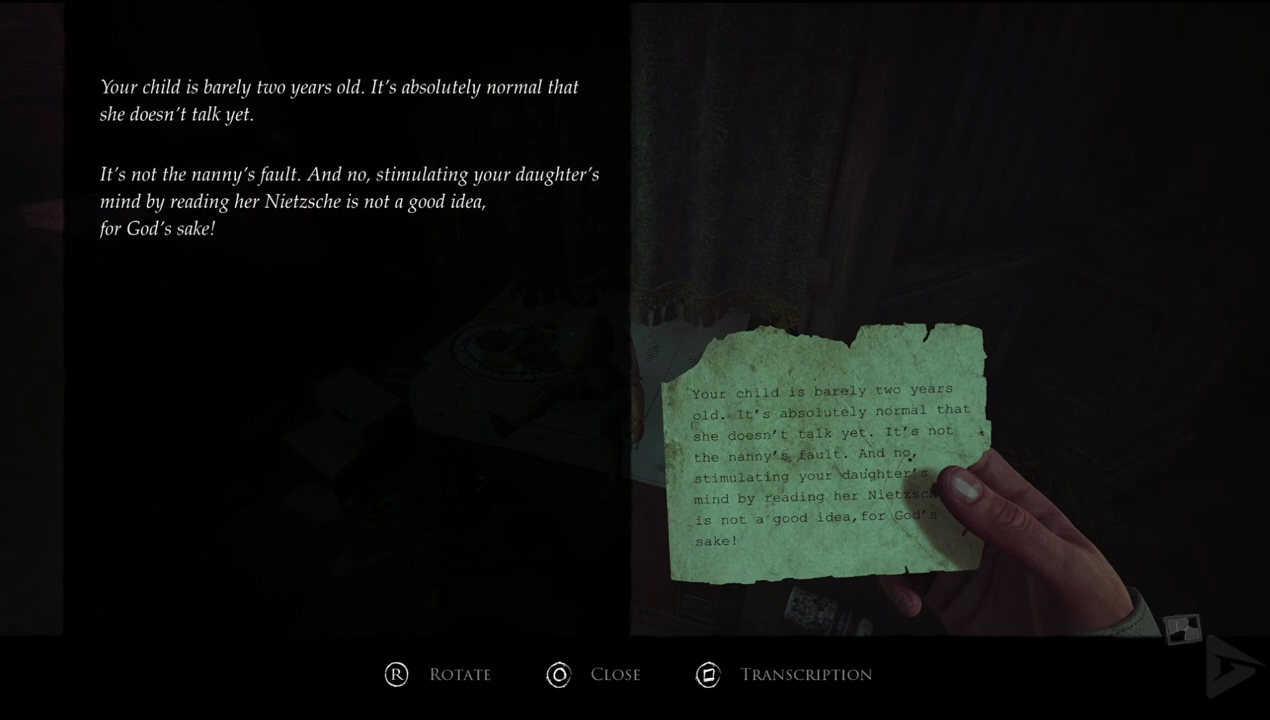 Your child is barely two years old. It's absolutely normal that
she doesn't talk yet.
It's not the nanny's fault. And no, stimulating your daughter's
mind by reading her Nietzsche is not a good idea,
for God's sake!
Your child is barely two years
old. It's absolutely normal that
she doesn't talk yet. It's not
the nanny's fault. And no,
stimulating your daughter's
mind by reading her Nietzsch
is not a good idea,for God's
sake!
R ROTATE
CLOSE
TRANSCRIPTION